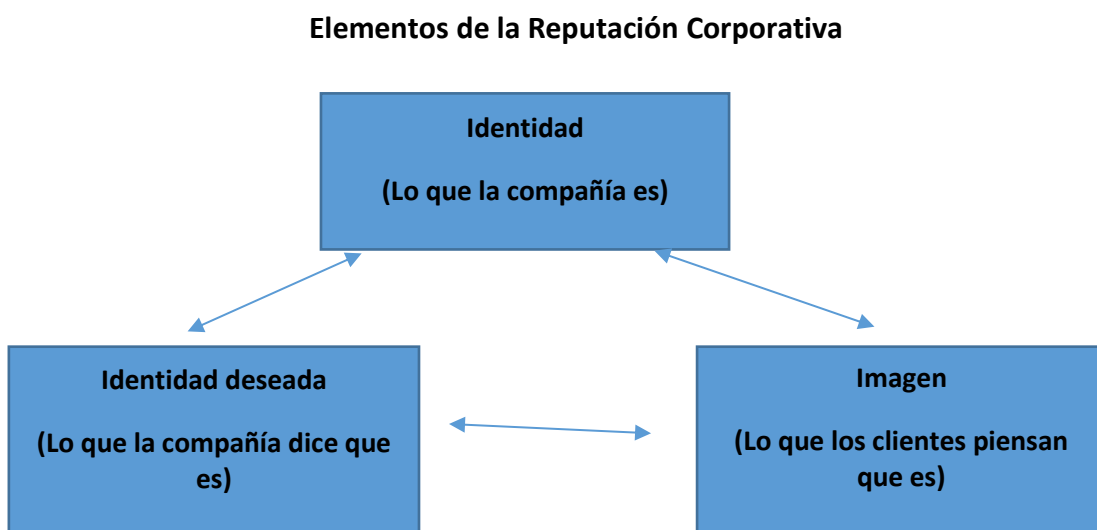 Elementos de la Reputación Corporativa
Identidad
(Lo que la compañía es)
Identidad deseada
(Lo que la compañía dice que
es)
Imagen
(Lo que los clientes piensan
que es)